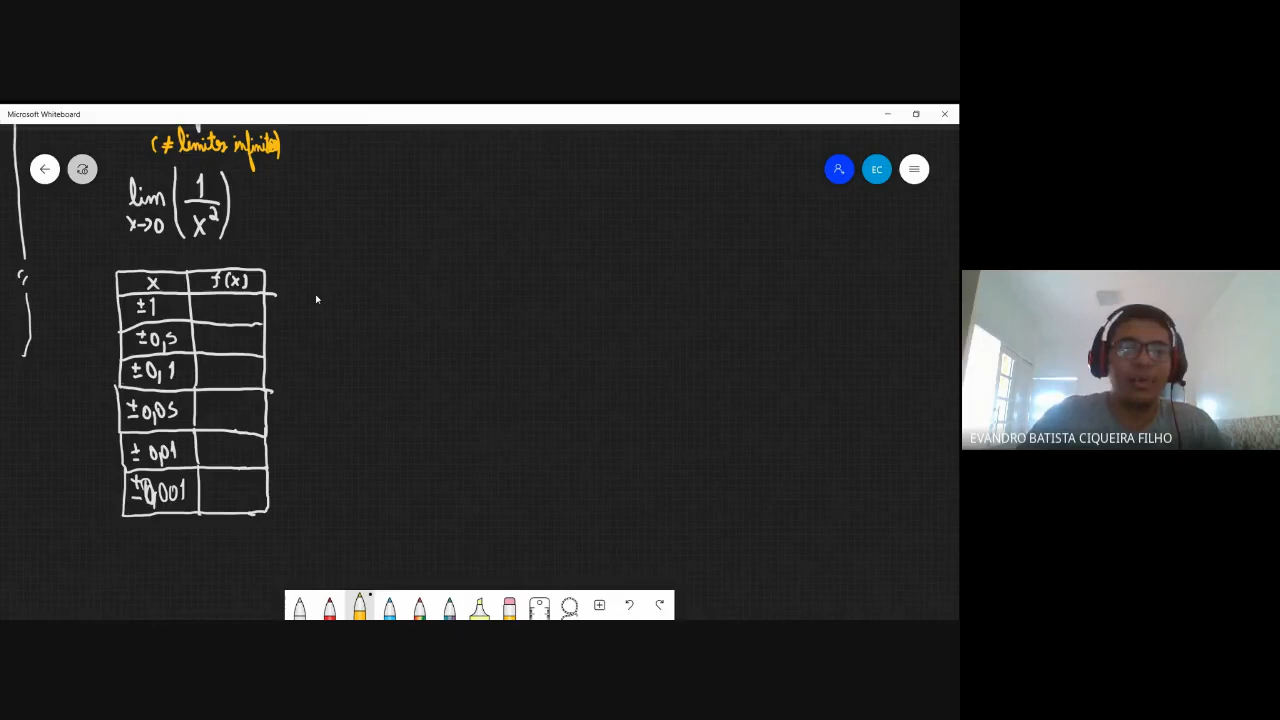 Microsoft Whiteboard
(≠ limites infinitos)
lim x→0 (1/x²)
EC
x f(x)
±1
±0,5
±0,1
±0,05
±0,01
±0,001
EVANDRO BATISTA CIQUEIRA FILHO